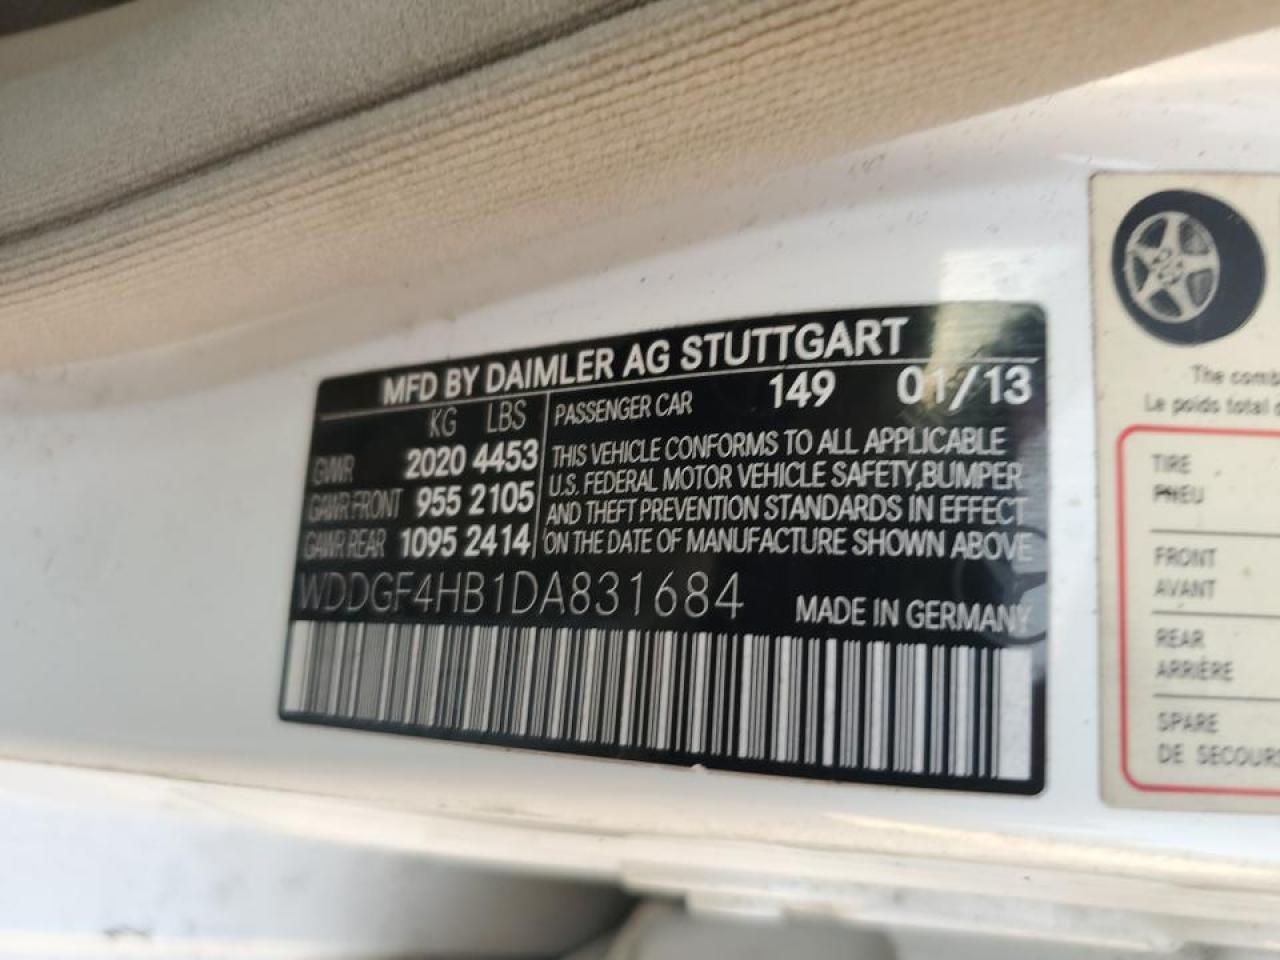 MFD BY DAIMLER AG STUTTGART
KG LBS
GVWR 2020 4453
GAWR FRONT 955 2105
GAWR REAR 1095 2414
PASSENGER CAR 149 01/13
THIS VEHICLE CONFORMS TO ALL APPLICABLE
U.S. FEDERAL MOTOR VEHICLE SAFETY, BUMPER
AND THEFT PREVENTION STANDARDS IN EFFECT
ON THE DATE OF MANUFACTURE SHOWN ABOVE
WDDGF4HB1DA831684
MADE IN GERMANY
The comb
Le poids total
TIRE
PNEU
FRONT
AVANT
REAR
ARRIÈRE
SPARE
DE SECOURS